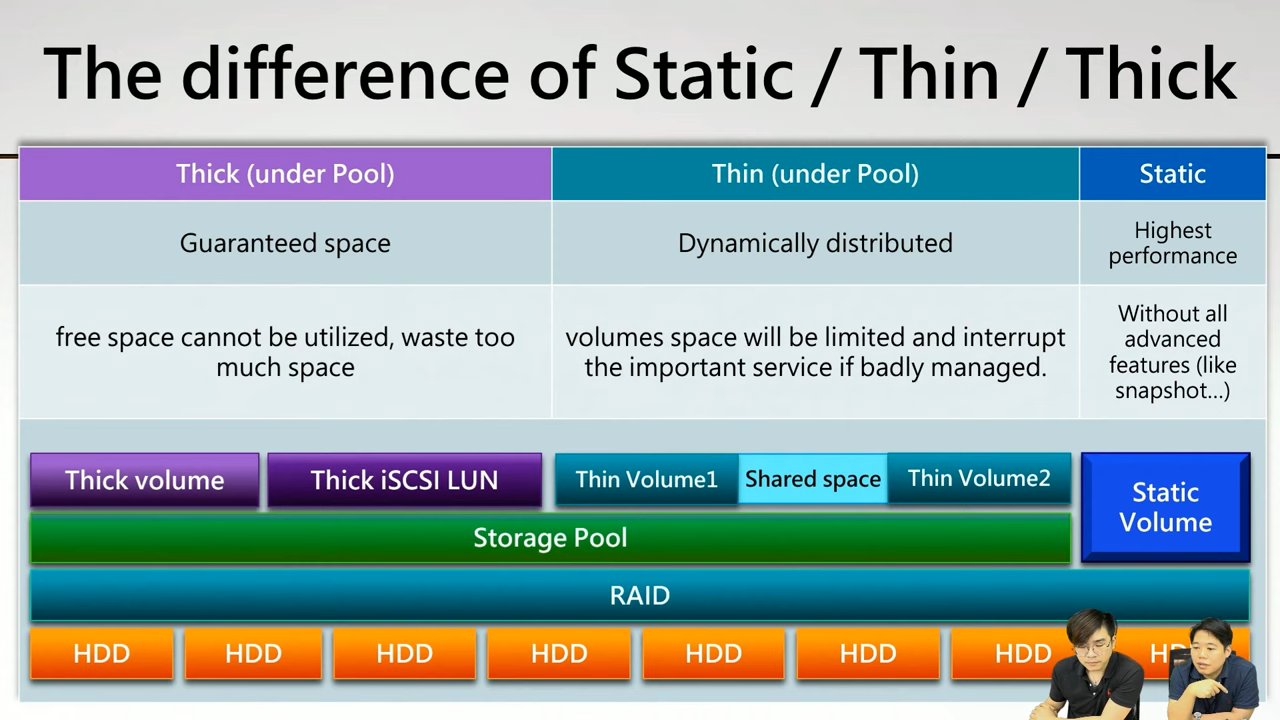 The difference of Static / Thin / Thick
Thick (under Pool)
Thin (under Pool)
Static
Guaranteed space
Dynamically distributed
Highest
performance
free space cannot be utilized, waste too
much space
volumes space will be limited and interrupt
the important service if badly managed.
Without all
advanced
features (like
snapshot...)
Thick volume
Thick iSCSI LUN
Thin Volume1
Shared space
Thin Volume2
Static
Volume
Storage Pool
RAID
HDD
HDD
HDD
HDD
HDD
HDD
HDD